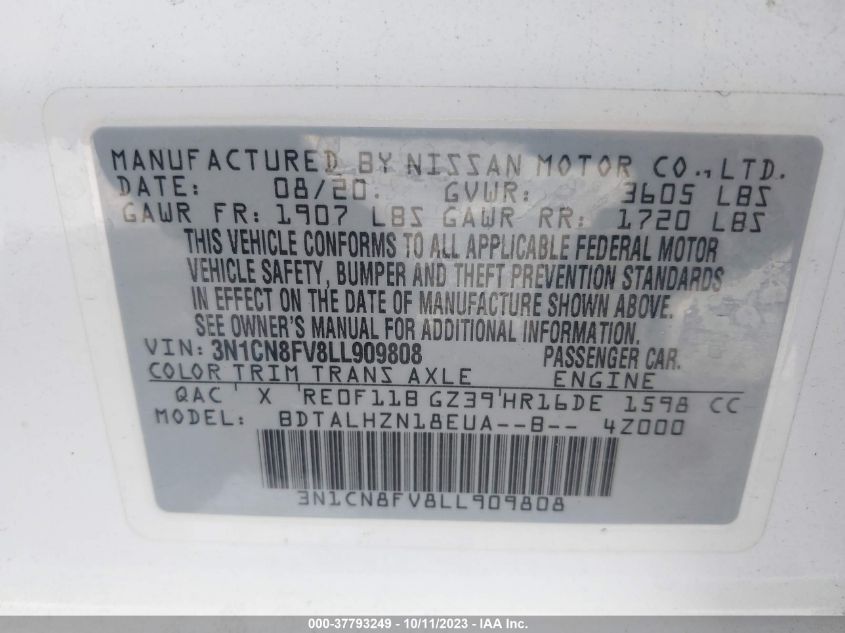 MANUFACTURED BY NISSAN MOTOR CO.,LTD.
DATE: 08/20. GVWR: 3605 LBS
GAWR FR: 1907 LBS GAWR RR: 1720 LBS
THIS VEHICLE CONFORMS TO ALL APPLICABLE FEDERAL MOTOR
VEHICLE SAFETY, BUMPER AND THEFT PREVENTION STANDARDS
IN EFFECT ON THE DATE OF MANUFACTURE SHOWN ABOVE.
SEE OWNER'S MANUAL FOR ADDITIONAL INFORMATION.
VIN: 3N1CN8FV8LL909808 PASSENGER CAR.
COLOR TRIM TRANS AXLE ENGINE
QAC ' X ' RE0F11B GZ39'HR16DE 1598 CC
MODEL: BDTALHZN18EUA--B-- 4Z000
3N1CN8FV8LL909808
000-37793249 - 10/11/2023 - IAA Inc.